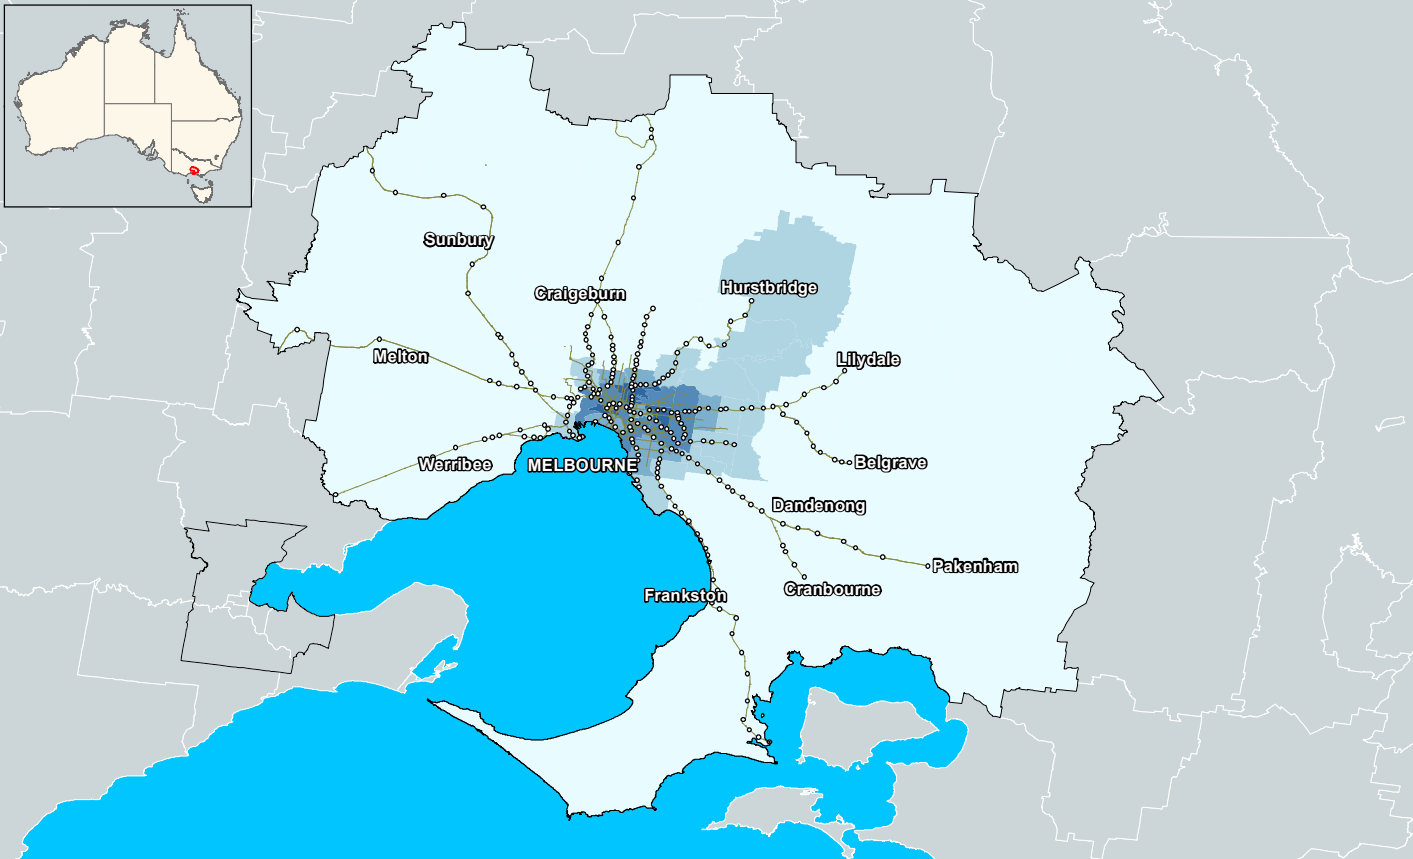 Sunbury
Craigeburn
Hurstbridge
Melton
Lilydale
Werribee
MELBOURNE
Belgrave
Dandenong
Pakenham
Cranbourne
Frankston